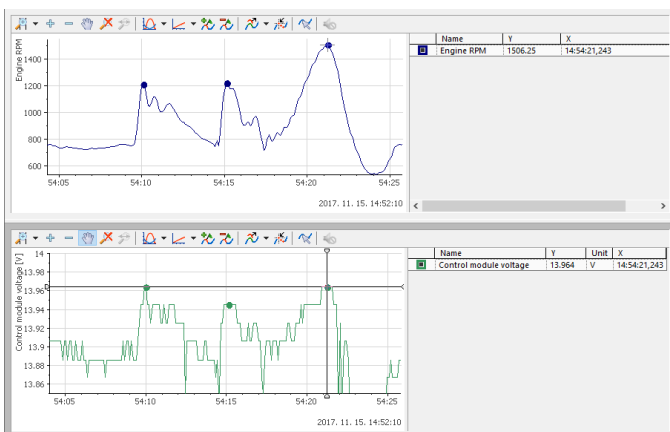 Engine RPM
1400
1200
1000
800
600
54:05 54:10 54:15 54:20 54:25
2017. 11. 15. 14:52:10
Name Y X
Engine RPM 1506.25 14:54:21,243
Control module voltage [V]
14
13.98
13.96
13.94
13.92
13.9
13.88
13.86
54:05 54:10 54:15 54:20 54:25
2017. 11. 15. 14:52:10
Name Y Unit X
Control module voltage 13.964 V 14:54:21,243